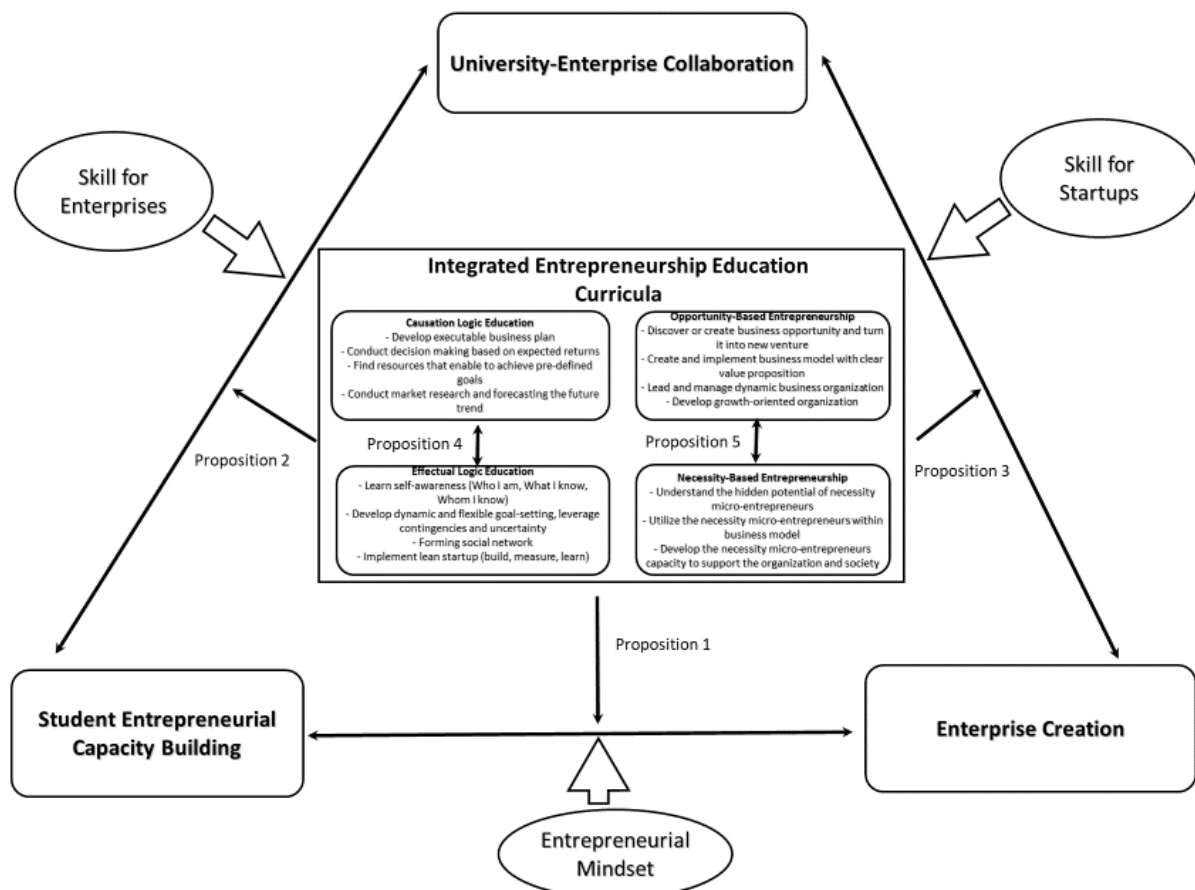 University-Enterprise Collaboration
Skill for
Enterprises
Skill for
Startups
Integrated Entrepreneurship Education
Curricula
Causation Logic Education
- Develop executable business plan
- Conduct decision making based on expected returns
- Find resources that enable to achieve pre-defined
goals
- Conduct market research and forecasting the future
trend
Opportunity-Based Entrepreneurship
- Discover or create business opportunity and turn
it into new venture
- Create and implement business model with clear
value proposition
- Lead and manage dynamic business organization
- Develop growth-oriented organization
Proposition 4
Proposition 5
Proposition 2
Proposition 3
Effectual Logic Education
- Learn self-awareness (Who I am, What I know,
Whom I know)
- Develop dynamic and flexible goal-setting, leverage
contingencies and uncertainty
- Forming social network
- Implement lean startup (build, measure, learn)
Necessity-Based Entrepreneurship
- Understand the hidden potential of necessity
micro-entrepreneurs
- Utilize the necessity micro-entrepreneurs within
business model
- Develop the necessity micro-entrepreneurs
capacity to support the organization and society
Proposition 1
Student Entrepreneurial
Capacity Building
Enterprise Creation
Entrepreneurial
Mindset